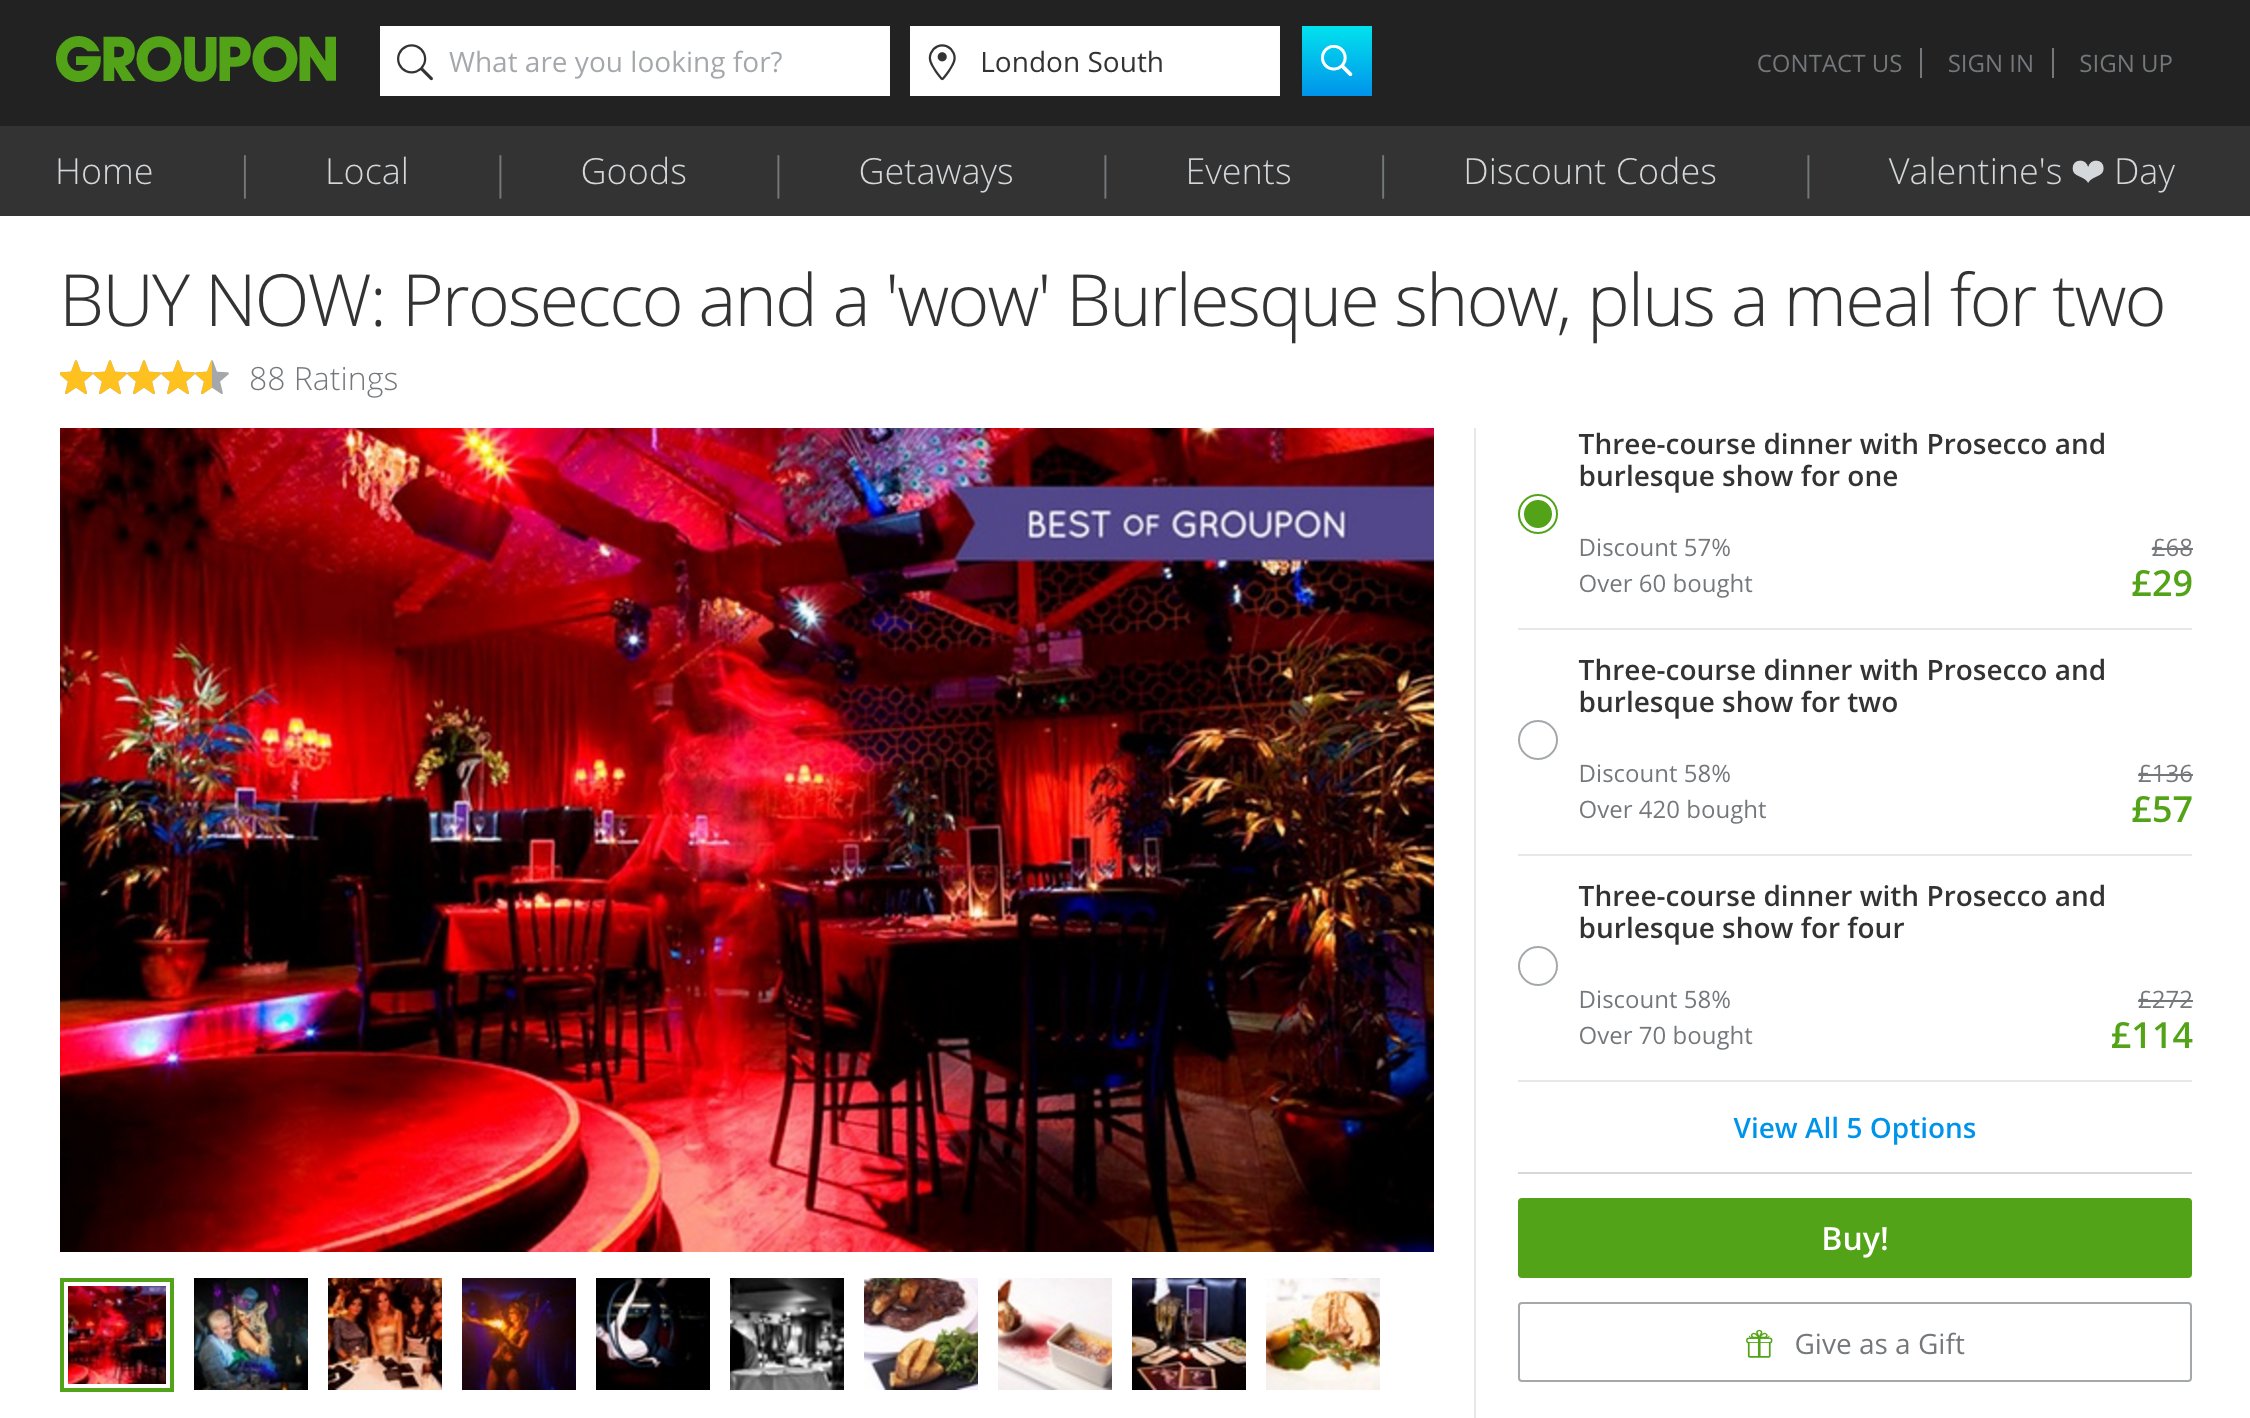 GROUPON
What are you looking for?
London South
CONTACT US
SIGN IN
SIGN UP
Home
Local
Goods
Getaways
Events
Discount Codes
Valentine's ❤ Day
BUY NOW: Prosecco and a 'wow' Burlesque show, plus a meal for two
88 Ratings
BEST OF GROUPON
Three-course dinner with Prosecco and
burlesque show for one
Discount 57%
£68
Over 60 bought
£29
Three-course dinner with Prosecco and
burlesque show for two
Discount 58%
£136
Over 420 bought
£57
Three-course dinner with Prosecco and
burlesque show for four
Discount 58%
£272
Over 70 bought
£114
View All 5 Options
Buy!
Give as a Gift